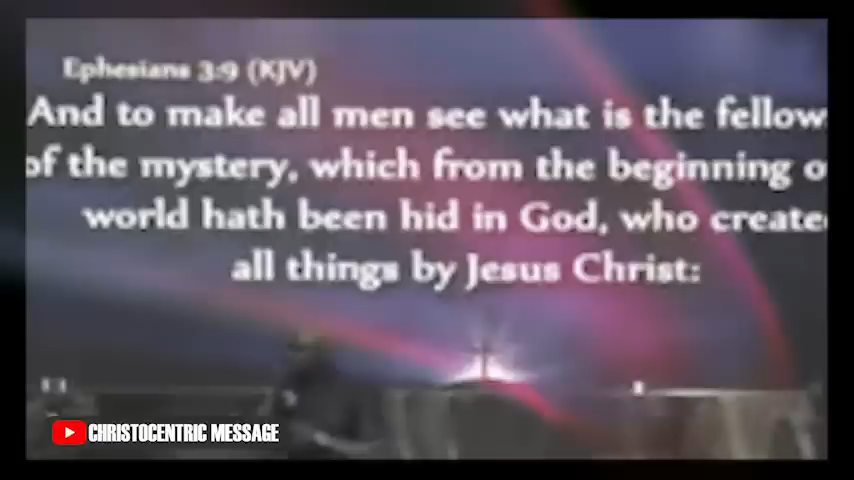 Ephesians 3:9 (KJV)
And to make all men see what is the fellow
of the mystery, which from the beginning o
world hath been hid in God, who create
all things by Jesus Christ:
CHRISTOCENTRIC MESSAGE